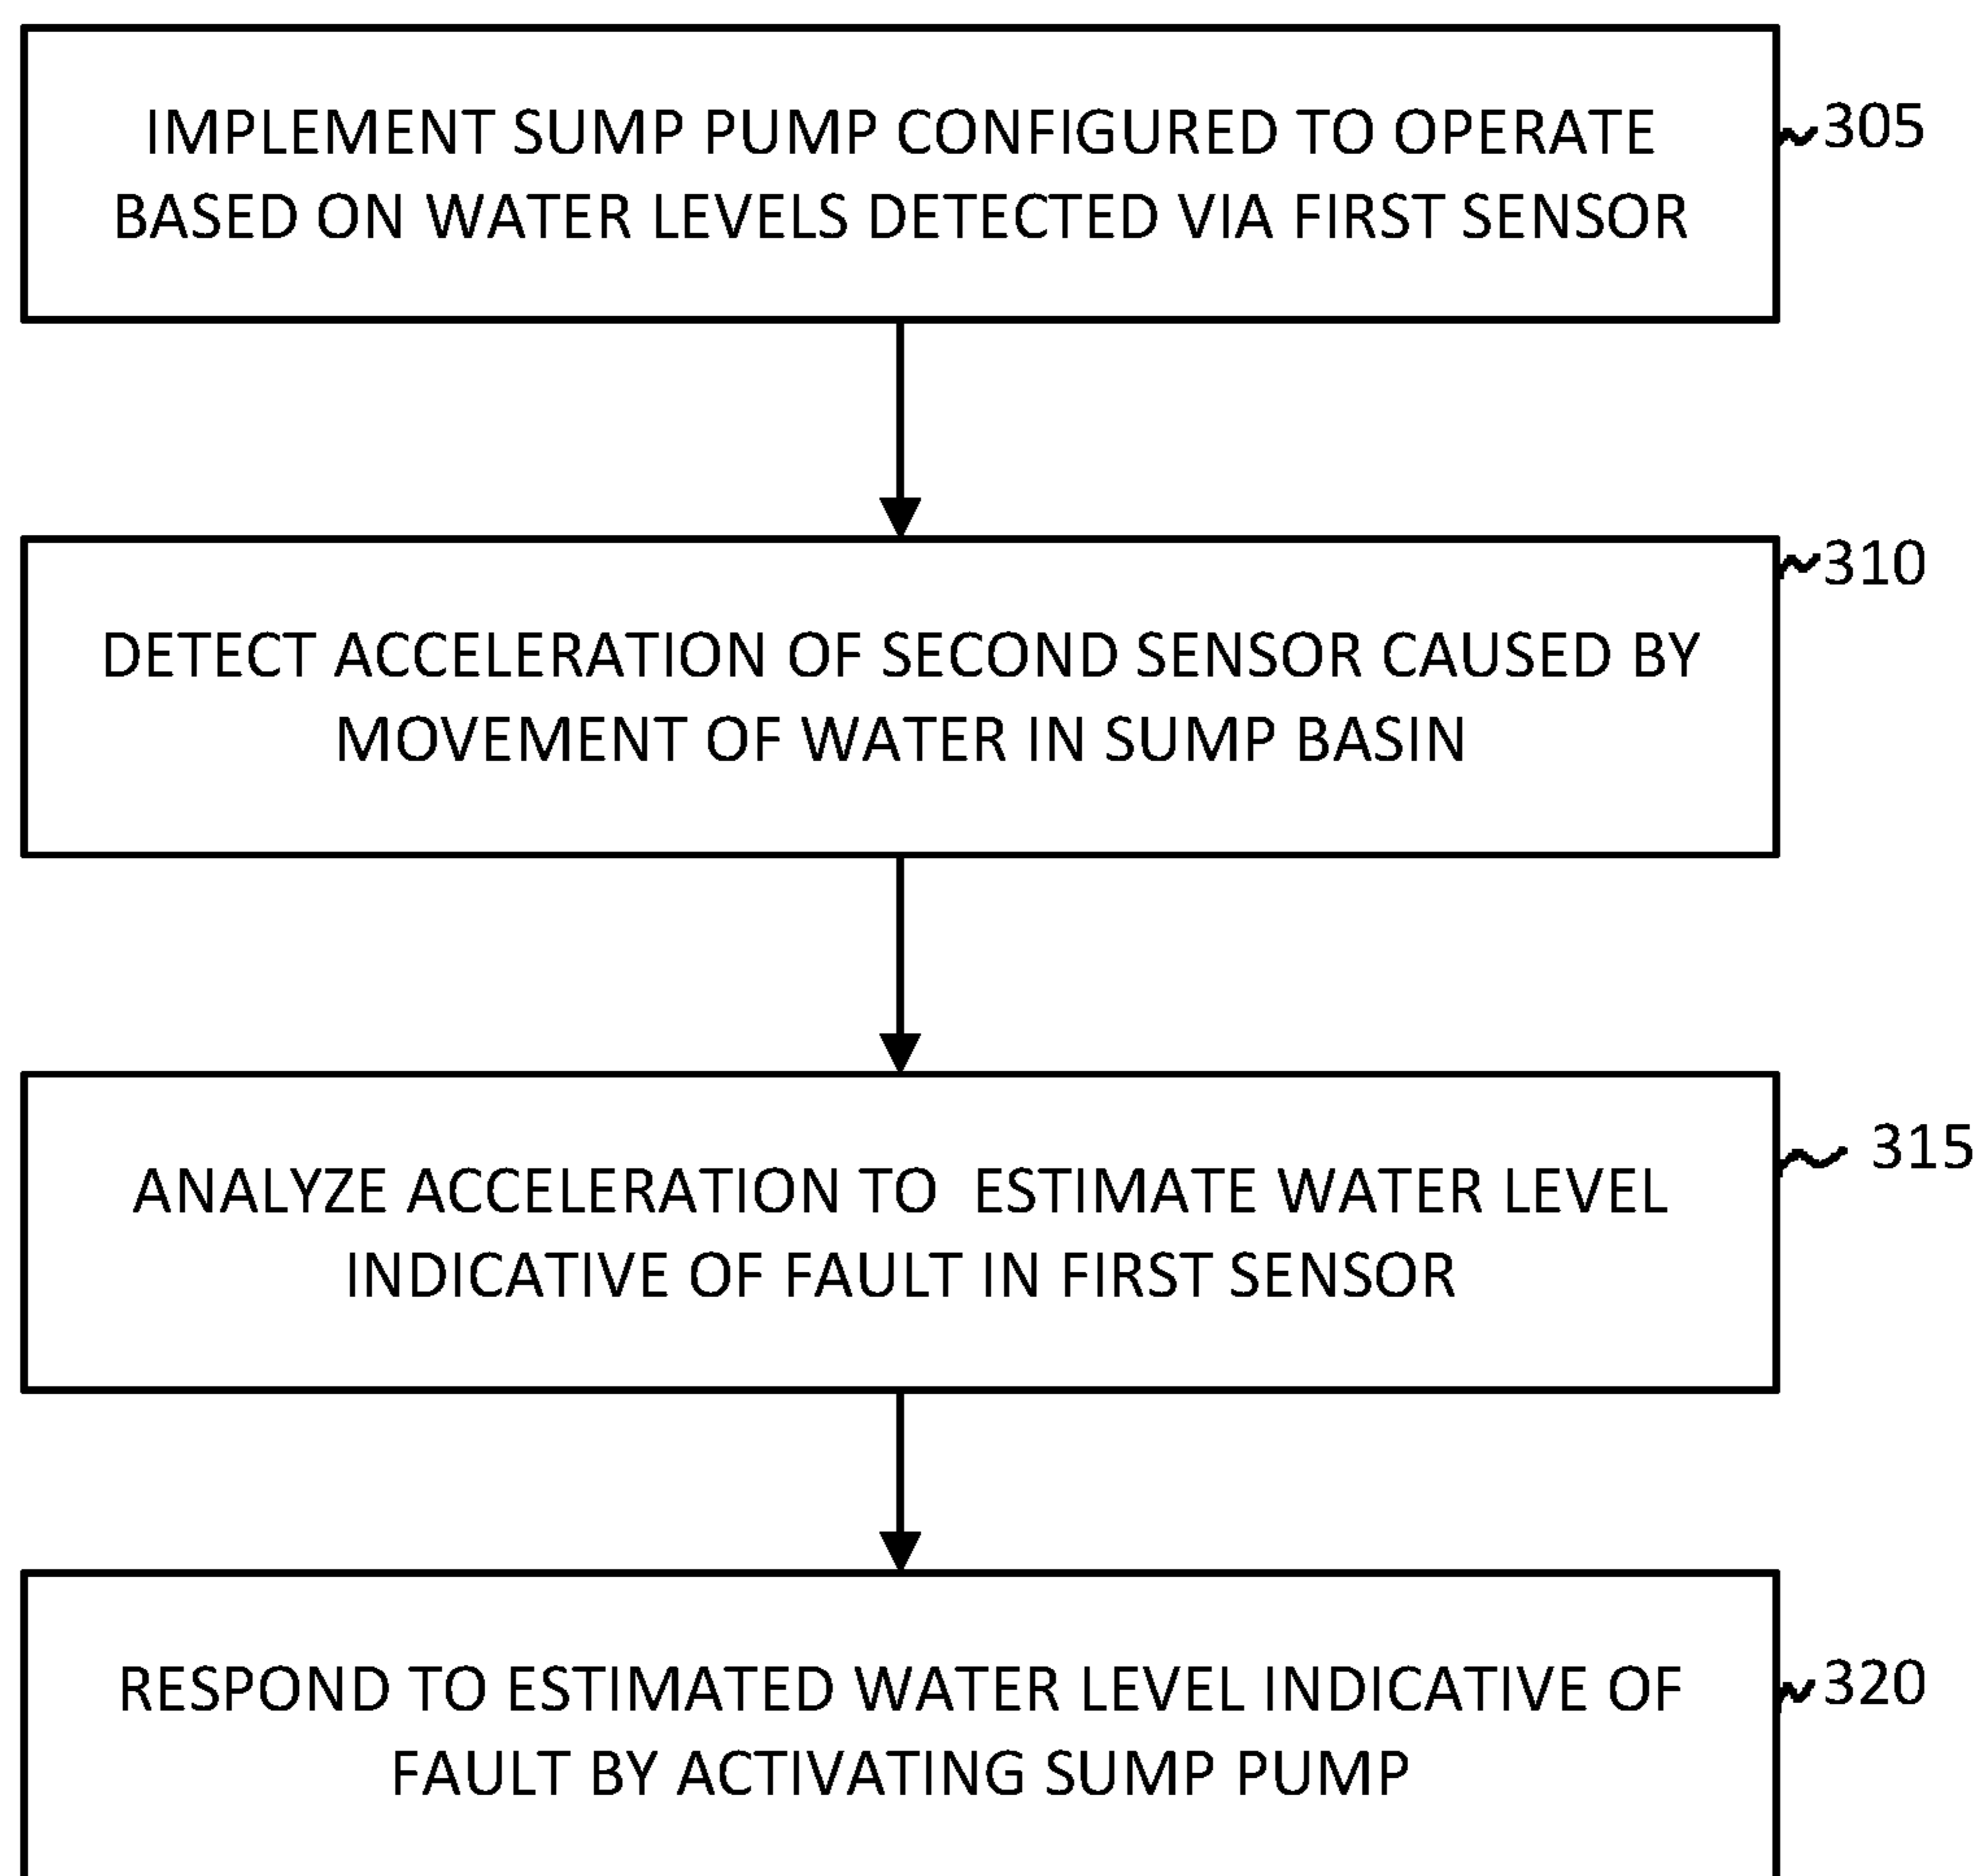 IMPLEMENT SUMP PUMP CONFIGURED TO OPERATE
BASED ON WATER LEVELS DETECTED VIA FIRST SENSOR
305
310
DETECT ACCELERATION OF SECOND SENSOR CAUSED BY
MOVEMENT OF WATER IN SUMP BASIN
315
ANALYZE ACCELERATION TO ESTIMATE WATER LEVEL
INDICATIVE OF FAULT IN FIRST SENSOR
RESPOND TO ESTIMATED WATER LEVEL INDICATIVE OF
320
FAULT BY ACTIVATING SUMP PUMP